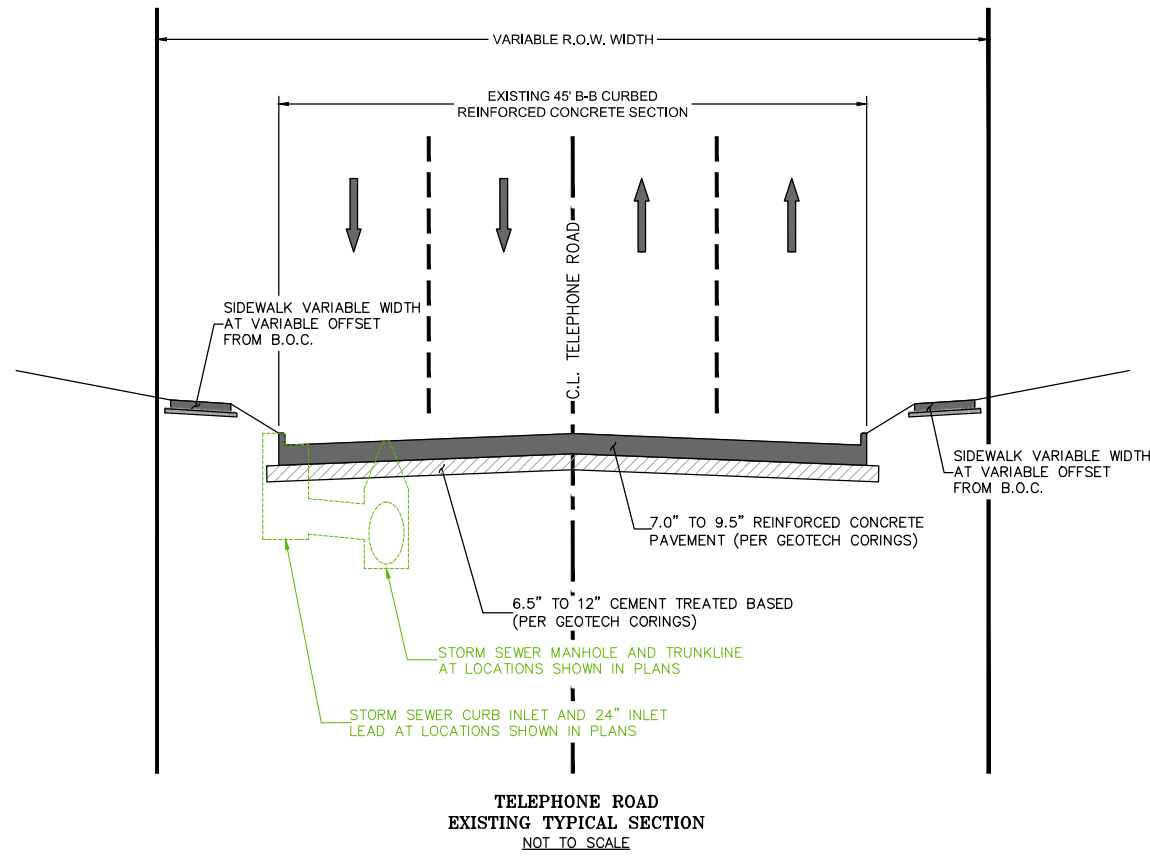 VARIABLE R.O.W. WIDTH
EXISTING 45' B-B CURBED
REINFORCED CONCRETE SECTION
C.L. TELEPHONE ROAD
SIDEWALK VARIABLE WIDTH
AT VARIABLE OFFSET
FROM B.O.C.
SIDEWALK VARIABLE WIDTH
AT VARIABLE OFFSET
FROM B.O.C.
7.0" TO 9.5" REINFORCED CONCRETE
PAVEMENT (PER GEOTECH CORINGS)
6.5" TO 12" CEMENT TREATED BASED
(PER GEOTECH CORINGS)
STORM SEWER MANHOLE AND TRUNKLINE
AT LOCATIONS SHOWN IN PLANS
STORM SEWER CURB INLET AND 24" INLET
LEAD AT LOCATIONS SHOWN IN PLANS
TELEPHONE ROAD
EXISTING TYPICAL SECTION
NOT TO SCALE